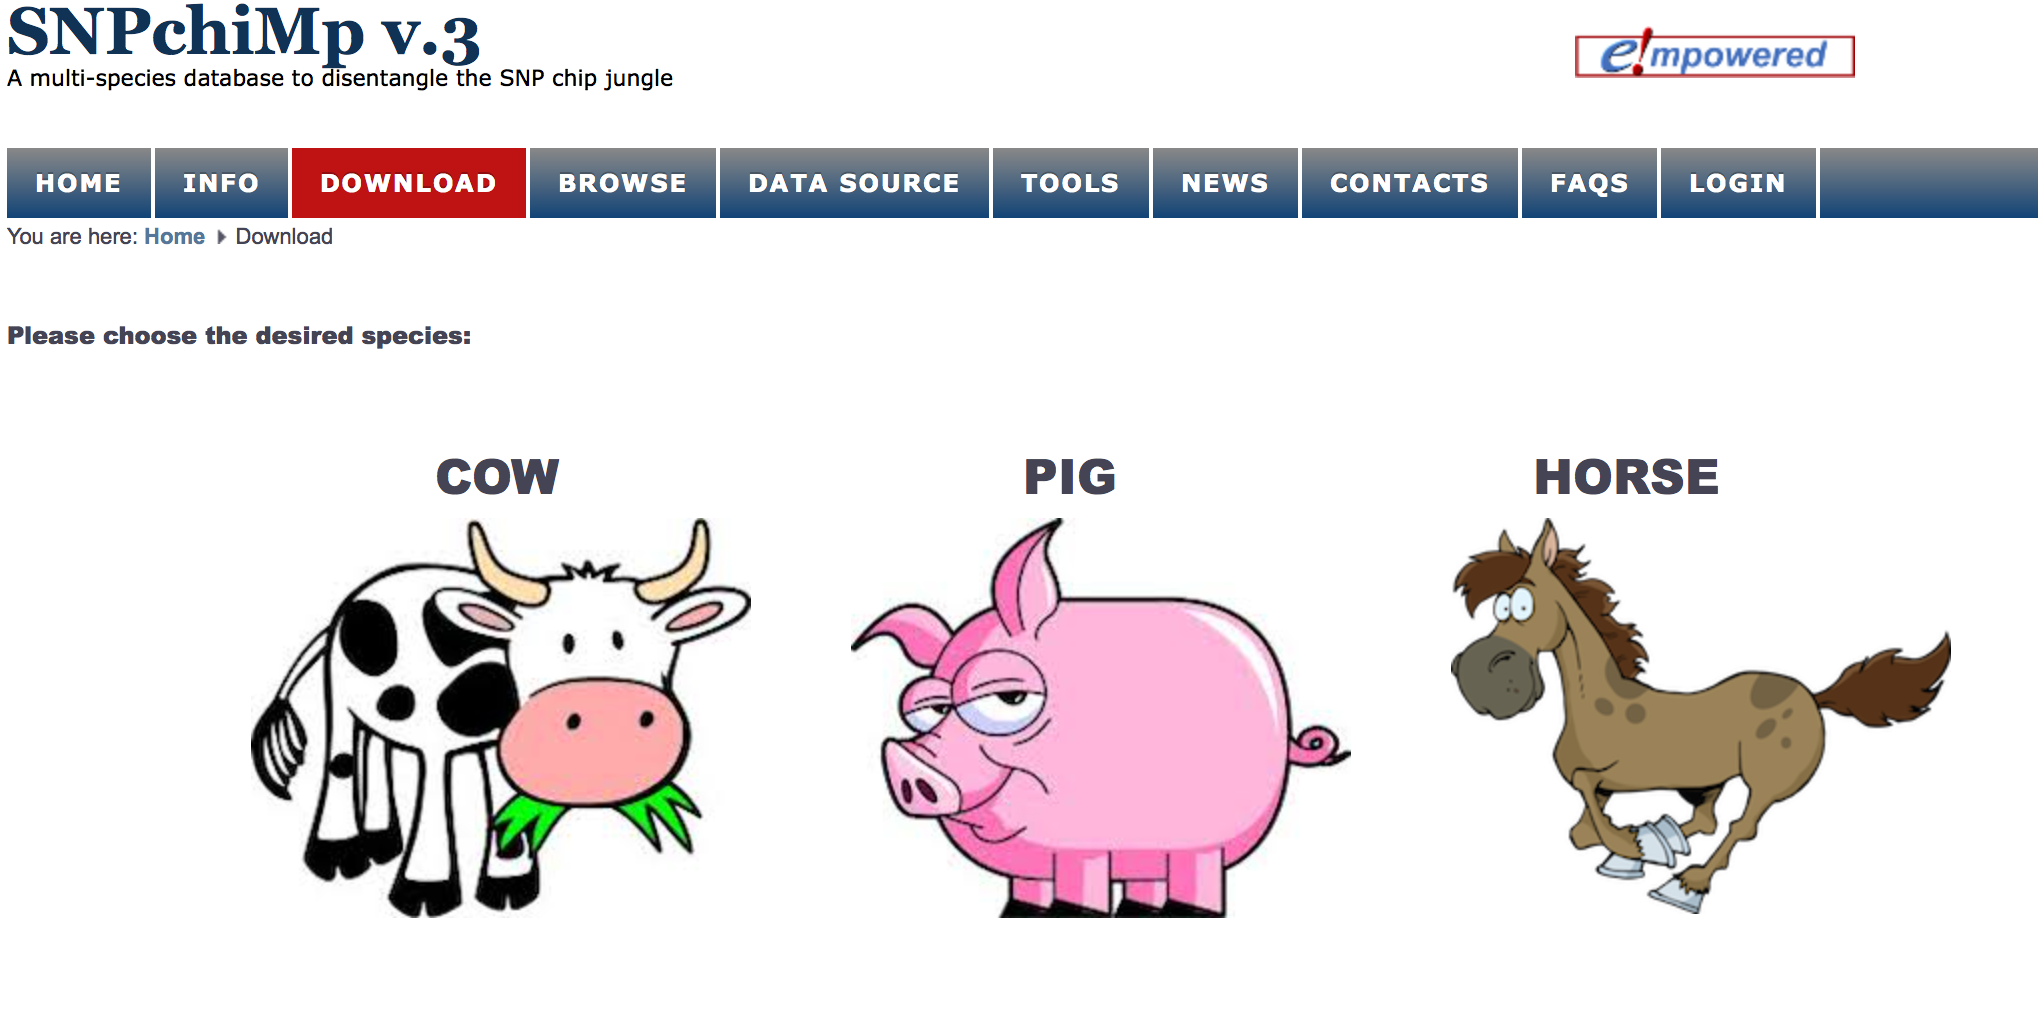 SNPchiMp v.3
A multi-species database to disentangle the SNP chip jungle
e!mpowered
HOME INFO DOWNLOAD BROWSE DATA SOURCE TOOLS NEWS CONTACTS FAQS LOGIN
You are here: Home Download
Please choose the desired species:
COW PIG HORSE